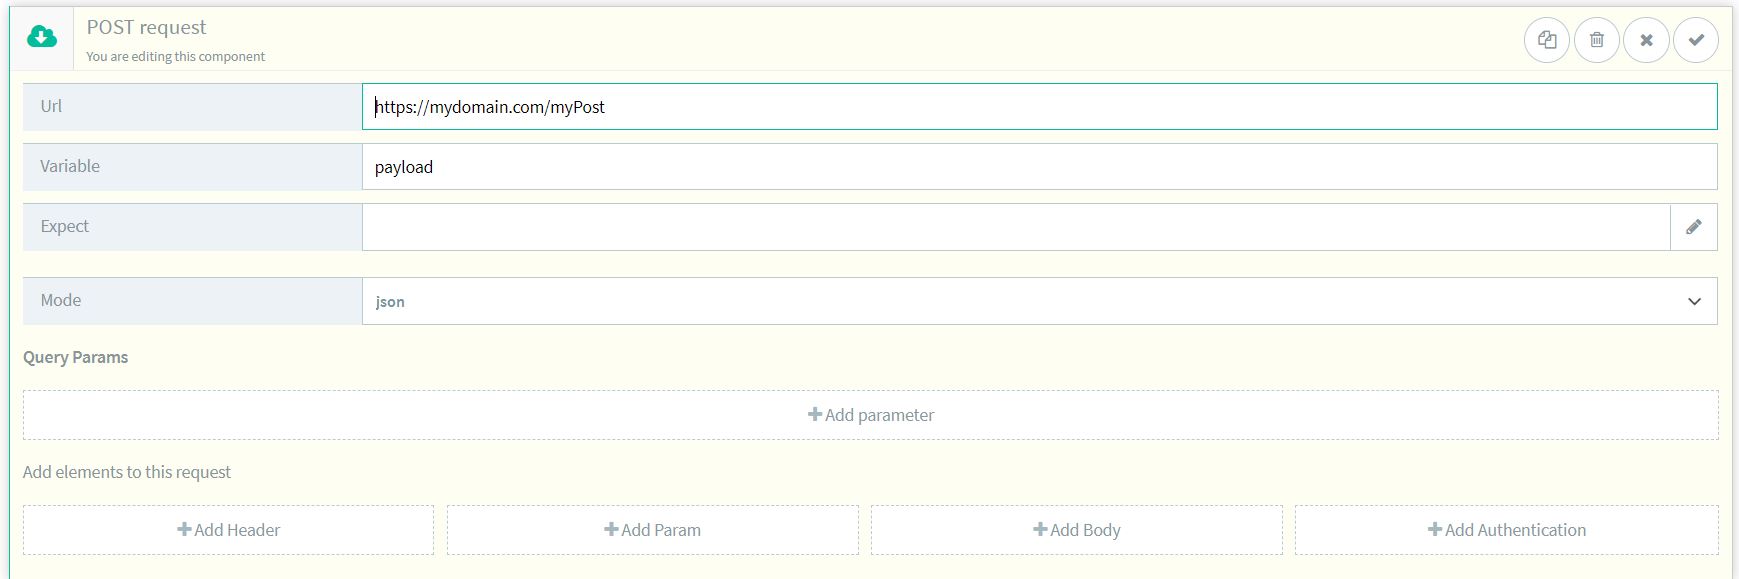 POST request
You are editing this component
Url
https://mydomain.com/myPost
Variable
payload
Expect
Mode
json
Query Params
Add parameter
Add elements to this request
Add Header
Add Param
Add Body
Add Authentication